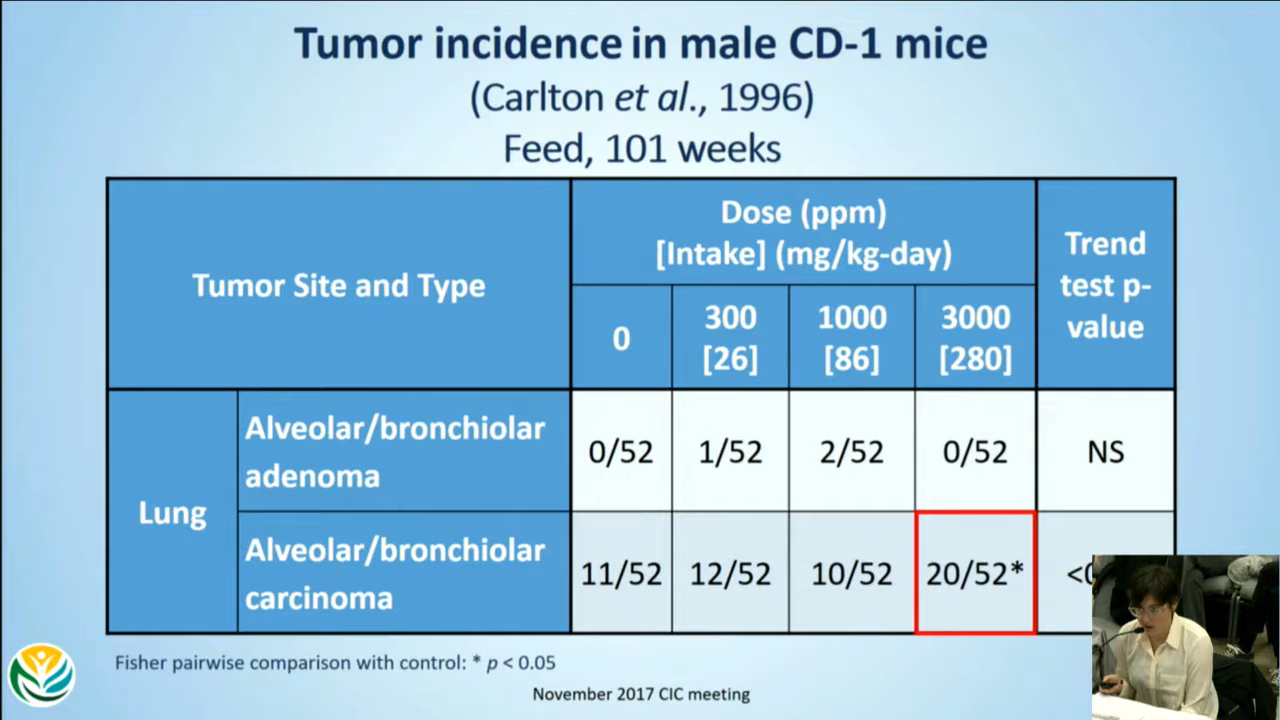 Tumor incidence in male CD-1 mice
(Carlton et al., 1996)
Feed, 101 weeks
Tumor Site and Type
Dose (ppm)
[Intake] (mg/kg-day)
Trend
test p-
value
0
300
[26]
1000
[86]
3000
[280]
Lung
Alveolar/bronchiolar
adenoma
0/52
1/52
2/52
0/52
NS
Alveolar/bronchiolar
carcinoma
11/52
12/52
10/52
20/52*
Fisher pairwise comparison with control: * p < 0.05
November 2017 CIC meeting